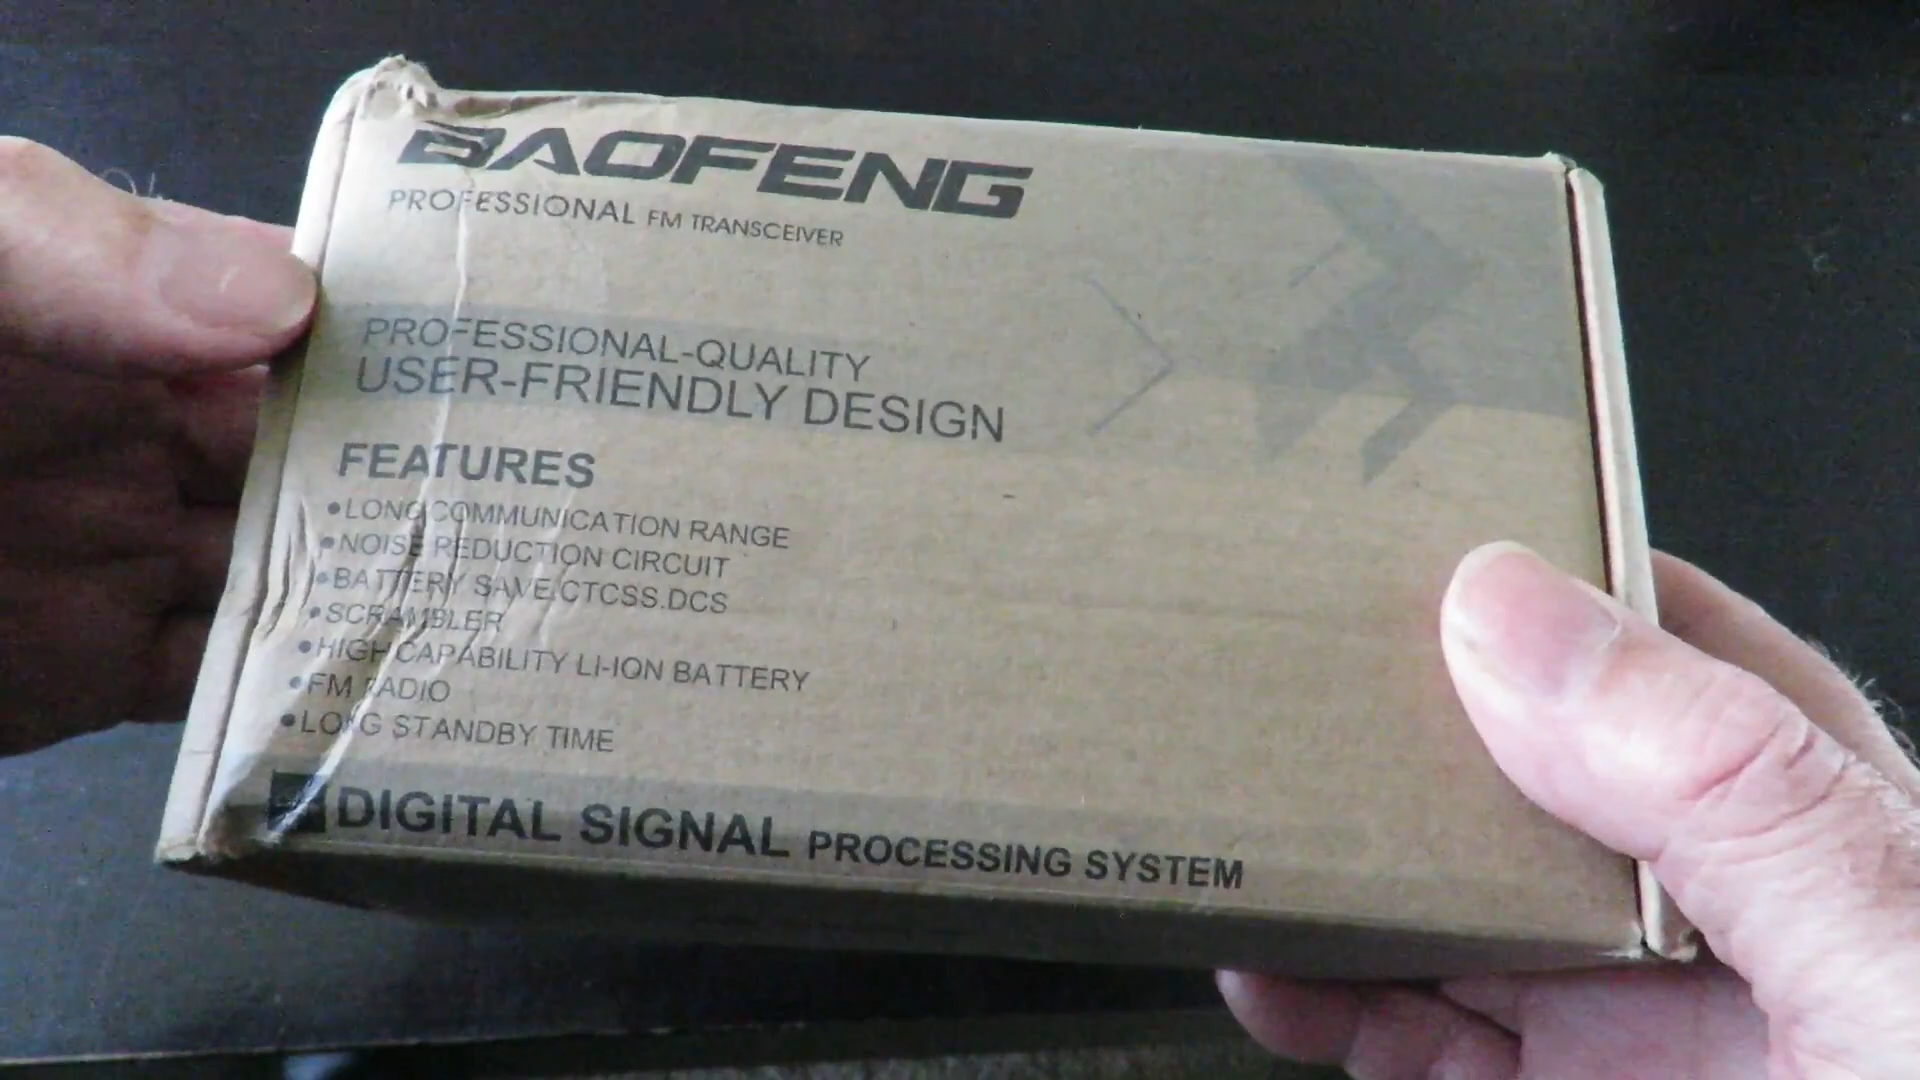 BAOFENG
PROFESSIONAL FM TRANSCEIVER
PROFESSIONAL-QUALITY
USER-FRIENDLY DESIGN
FEATURES
•LONG COMMUNICATION RANGE
•NOISE REDUCTION CIRCUIT
•BATTERY SAVE.CTCSS.DCS
•SCRAMBLER
•HIGH CAPABILITY LI-ION BATTERY
•FM RADIO
•LONG STANDBY TIME
DIGITAL SIGNAL PROCESSING SYSTEM